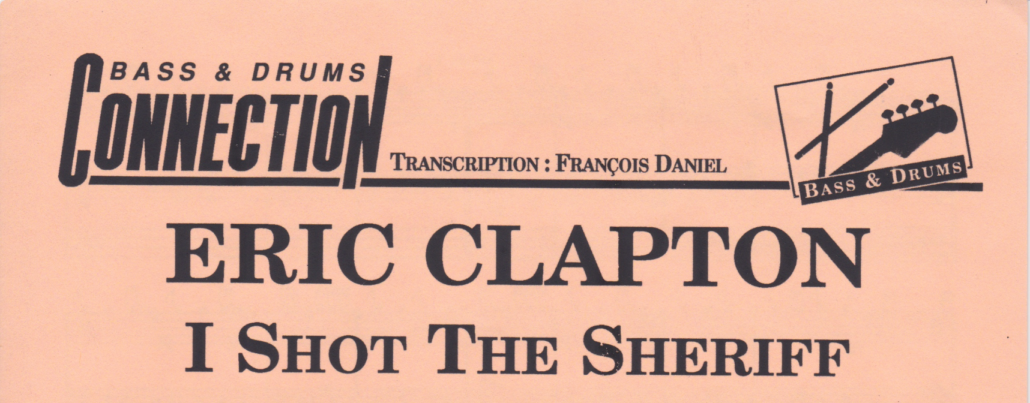 BASS & DRUMS
CONNECTION
TRANSCRIPTION : FRANÇOIS DANIEL
BASS & DRUMS
ERIC CLAPTON
I SHOT THE SHERIFF